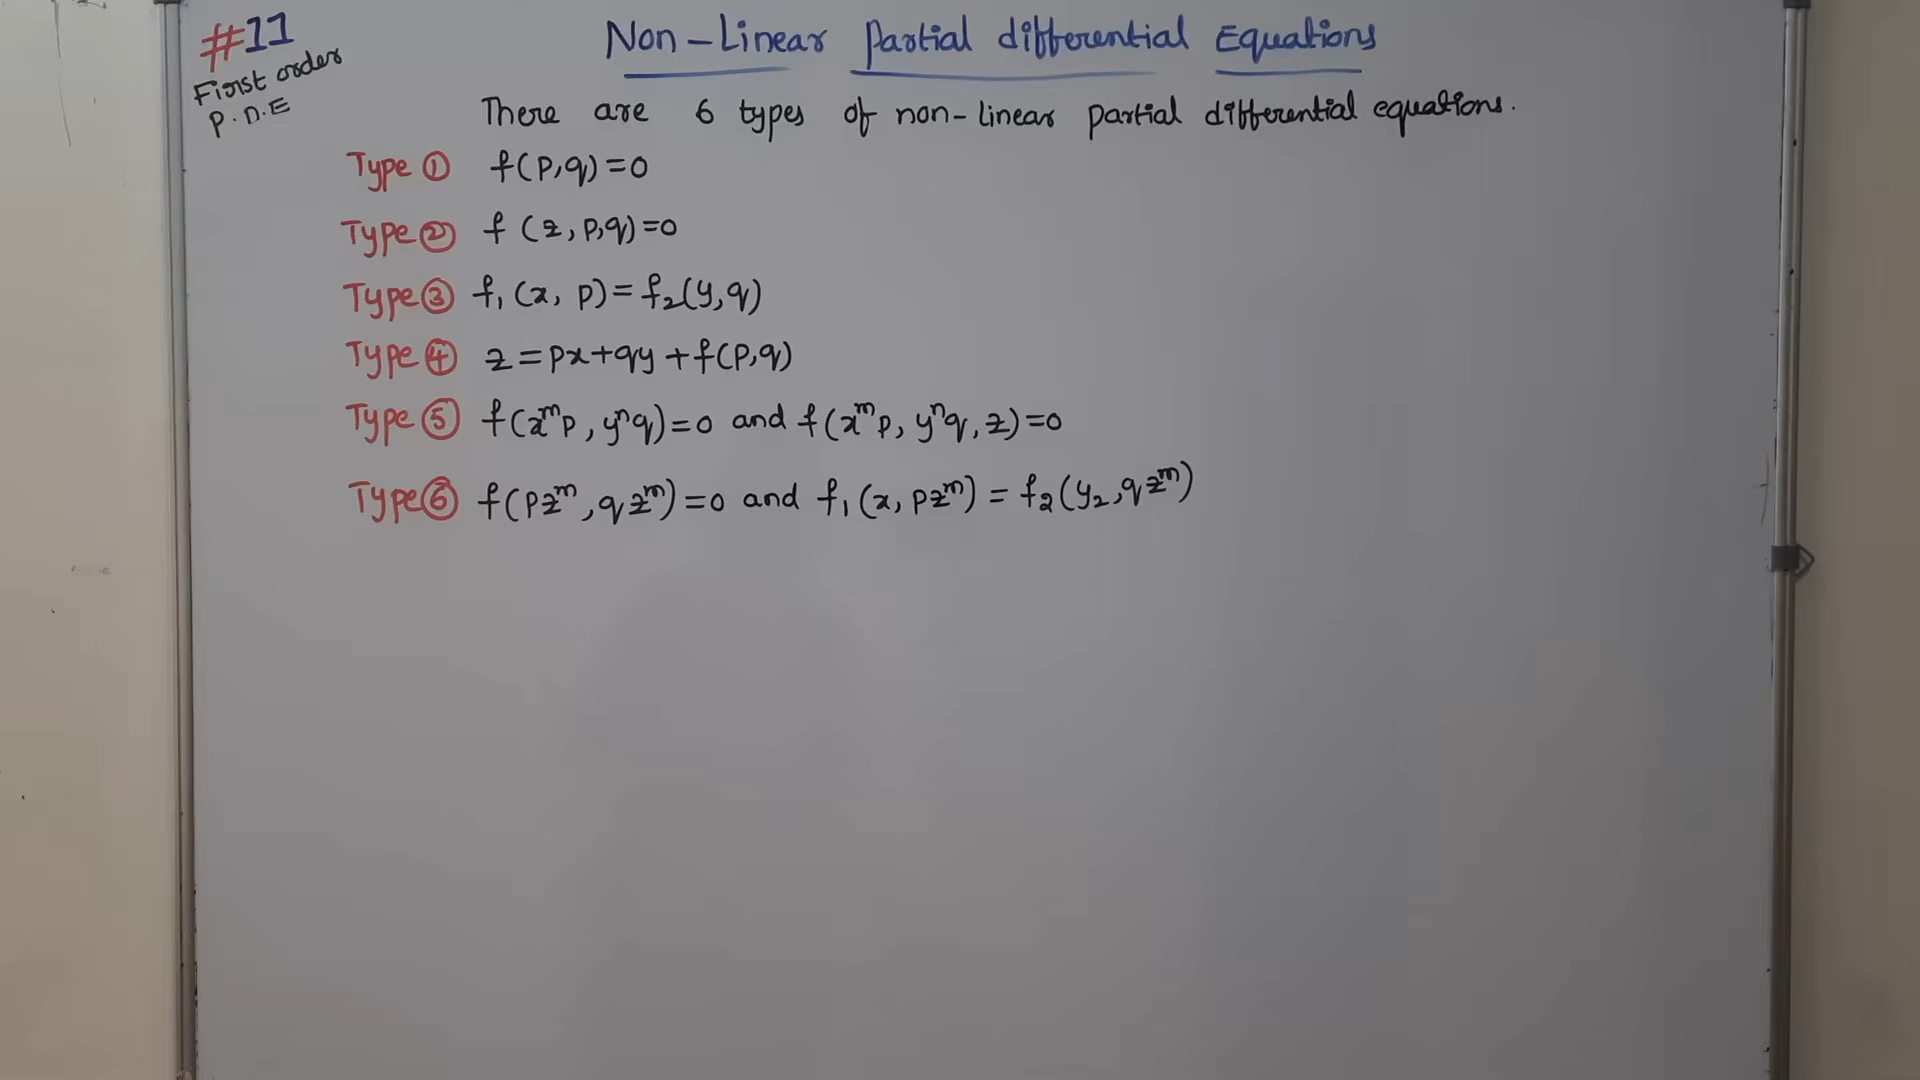 #11
First order
P.D.E
Non-Linear Partial differential Equations
There are 6 types of non-linear partial differential equations.
Type ① f(p,q)=0
Type ② f(z,p,q)=0
Type ③ f₁(x, p)=f₂(y,q)
Type ④ z=px+qy+f(p,q)
Type ⑤ f(xᵐp, yⁿq)=0 and f(xᵐp, yⁿq, z)=0
Type ⑥ f(pzᵐ, qzᵐ)=0 and f₁(x, pzᵐ) = f₂(y₂, qzᵐ)